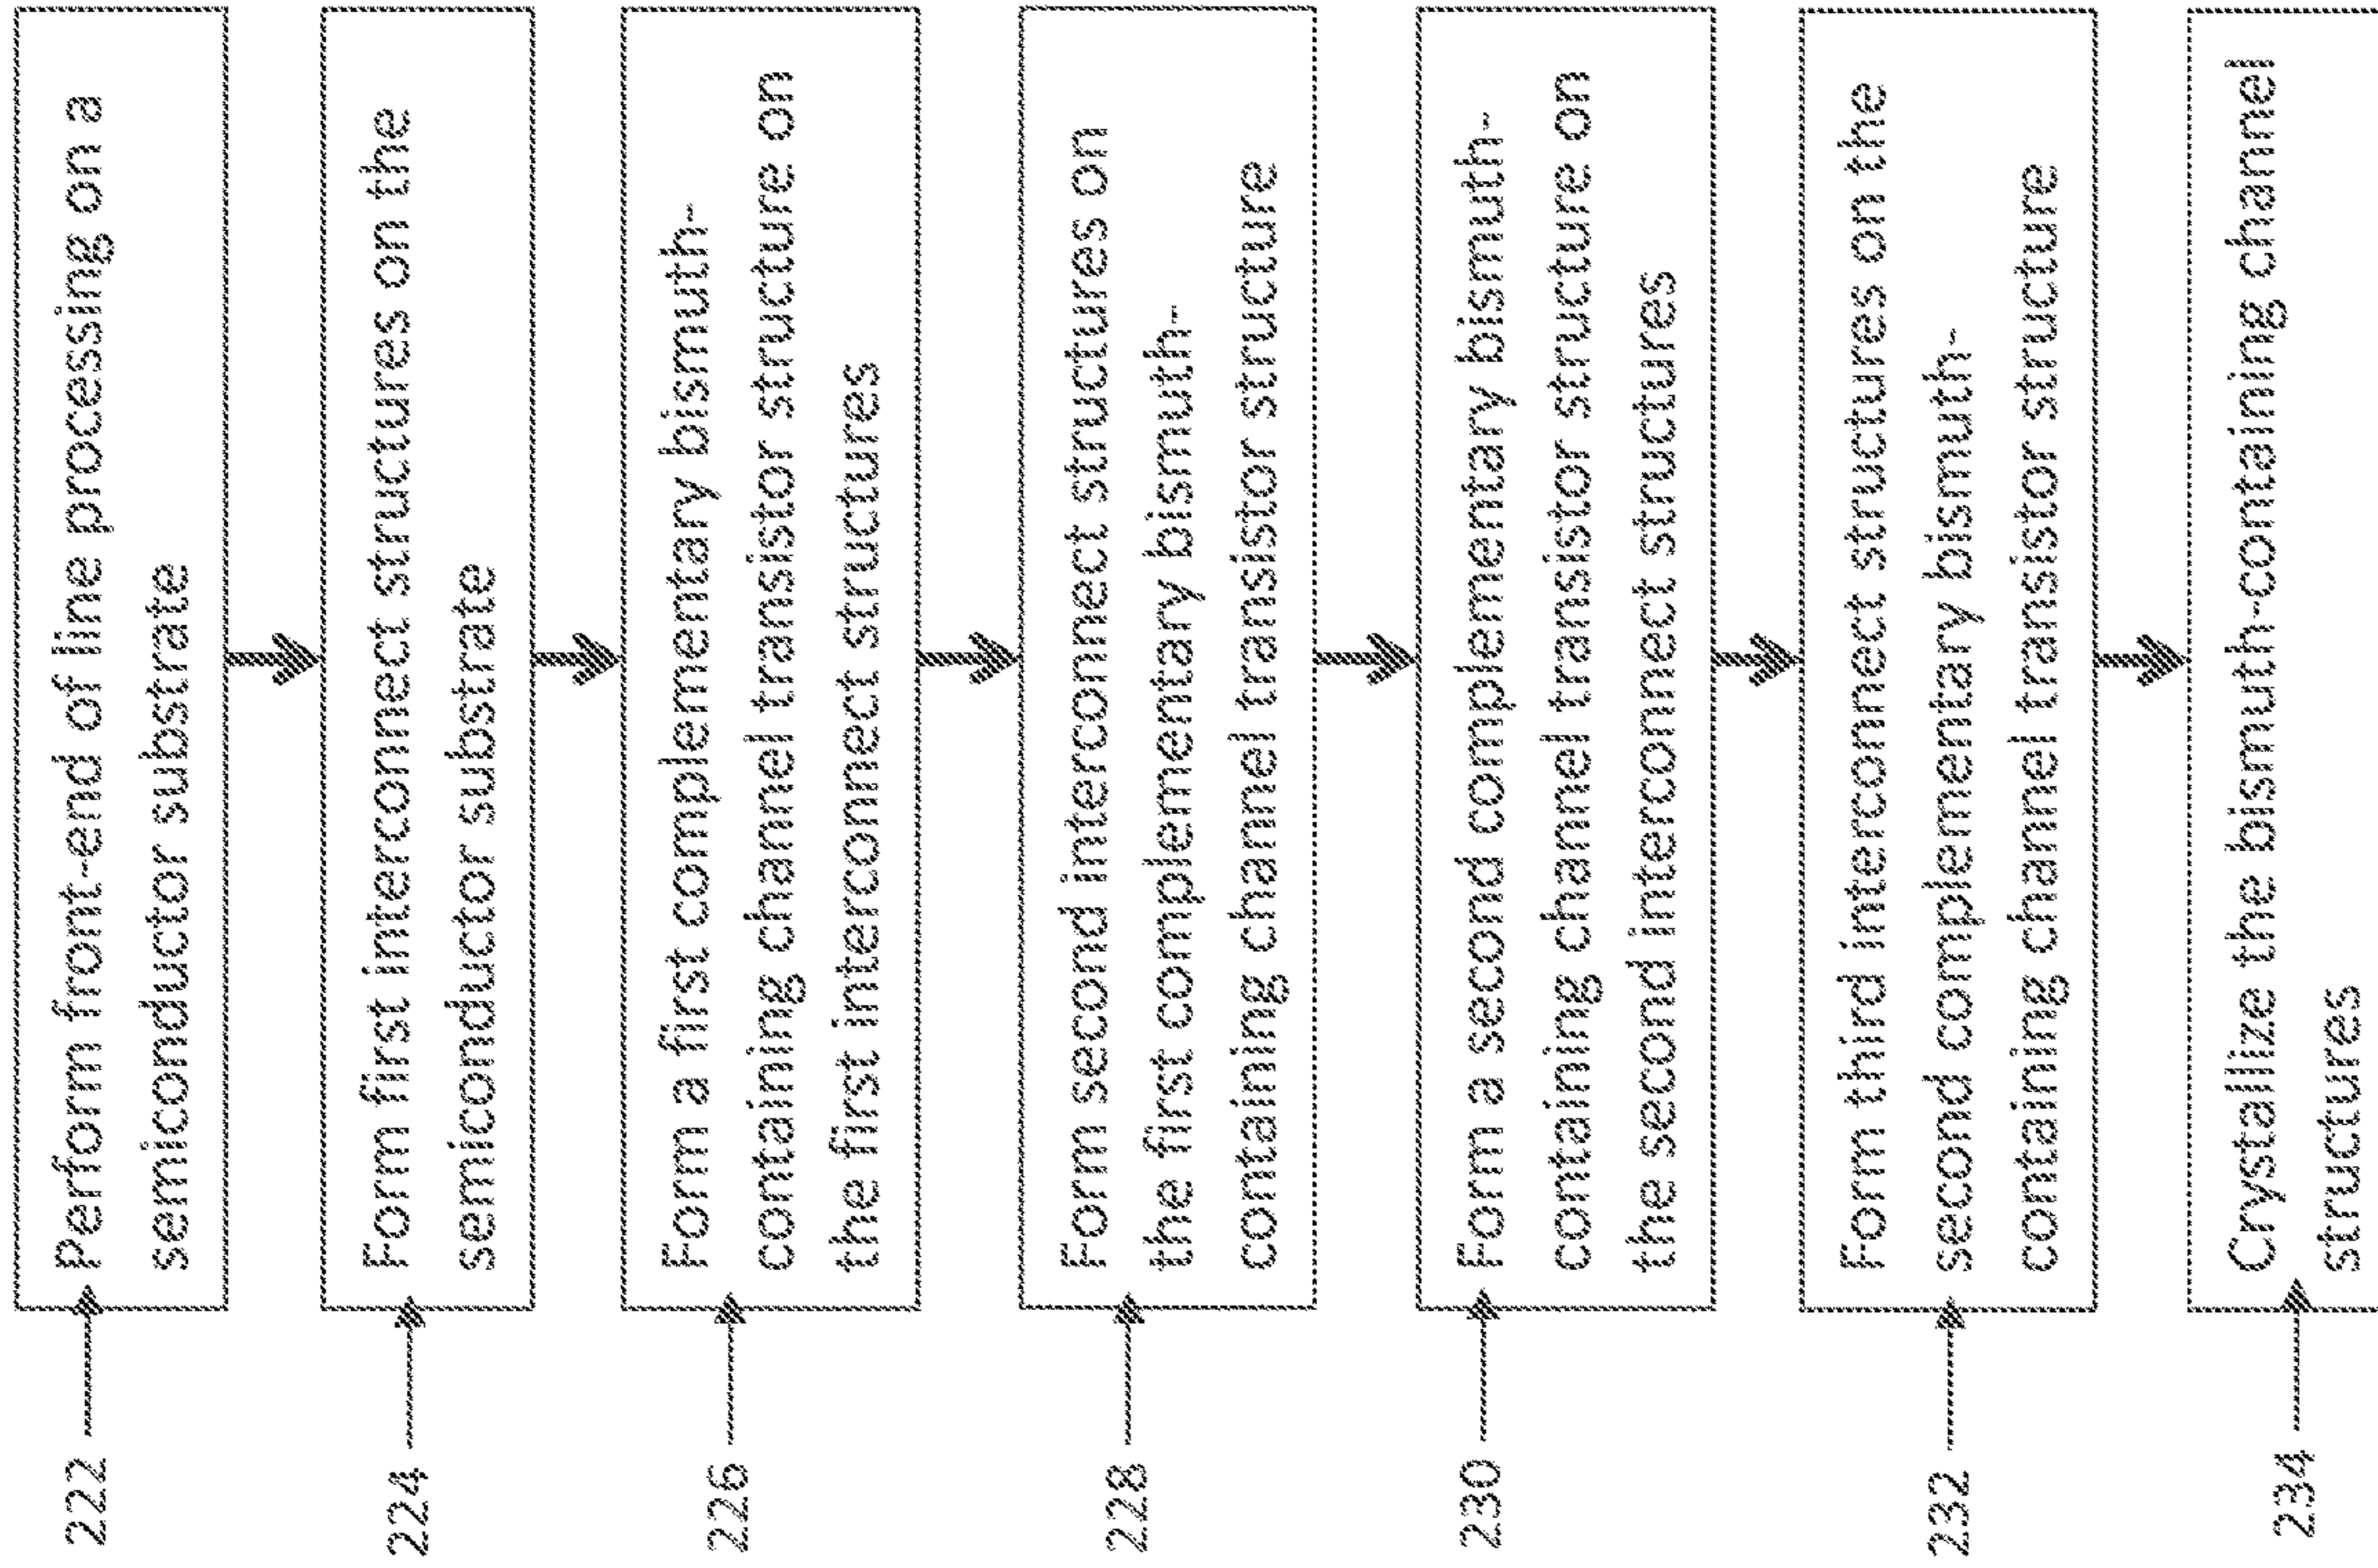 222
Perform front-end of line processing on a
semiconductor substrate
224
Form first interconnect structures on the
semiconductor substrate
226
Form a first complementary bismuth-
containing channel transistor structure on
the first interconnect structures
228
Form second interconnect structures on
the first complementary bismuth-
containing channel transistor structure
230
Form a second complementary bismuth-
containing channel transistor structure on
the second interconnect structures
232
Form third interconnect structures on the
second complementary bismuth-
containing channel transistor structure
234
Crystallize the bismuth-containing channel
structures